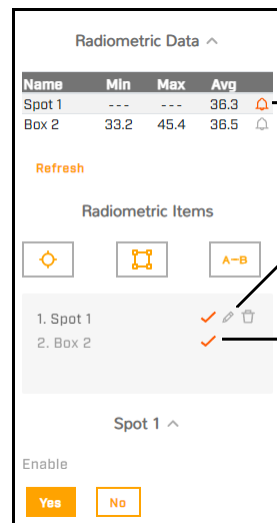 Radiometric Data
Name Min Max Avg
Spot 1 --- --- 36.3
Box 2 33.2 45.4 36.5
Refresh
Radiometric Items
A-B
1. Spot 1
2. Box 2
Spot 1
Enable
Yes No